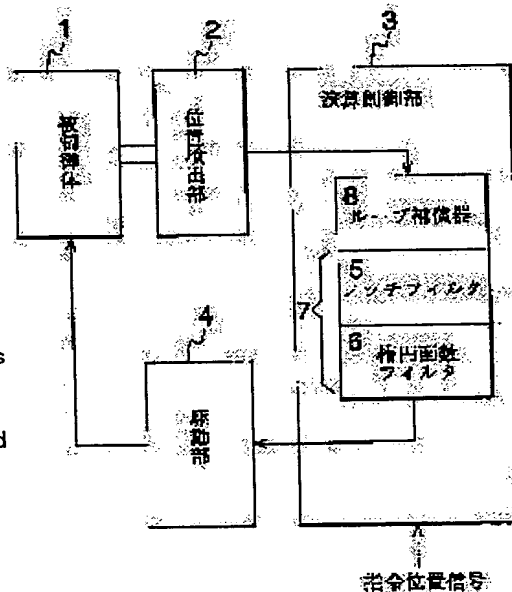 1
2
3
被制御体
位置検出部
演算制御部
8
ループ補償器
5
ノッチフィルタ
7
6
楕円函数
フィルタ
4
駆動部
s
d
指令位置信号